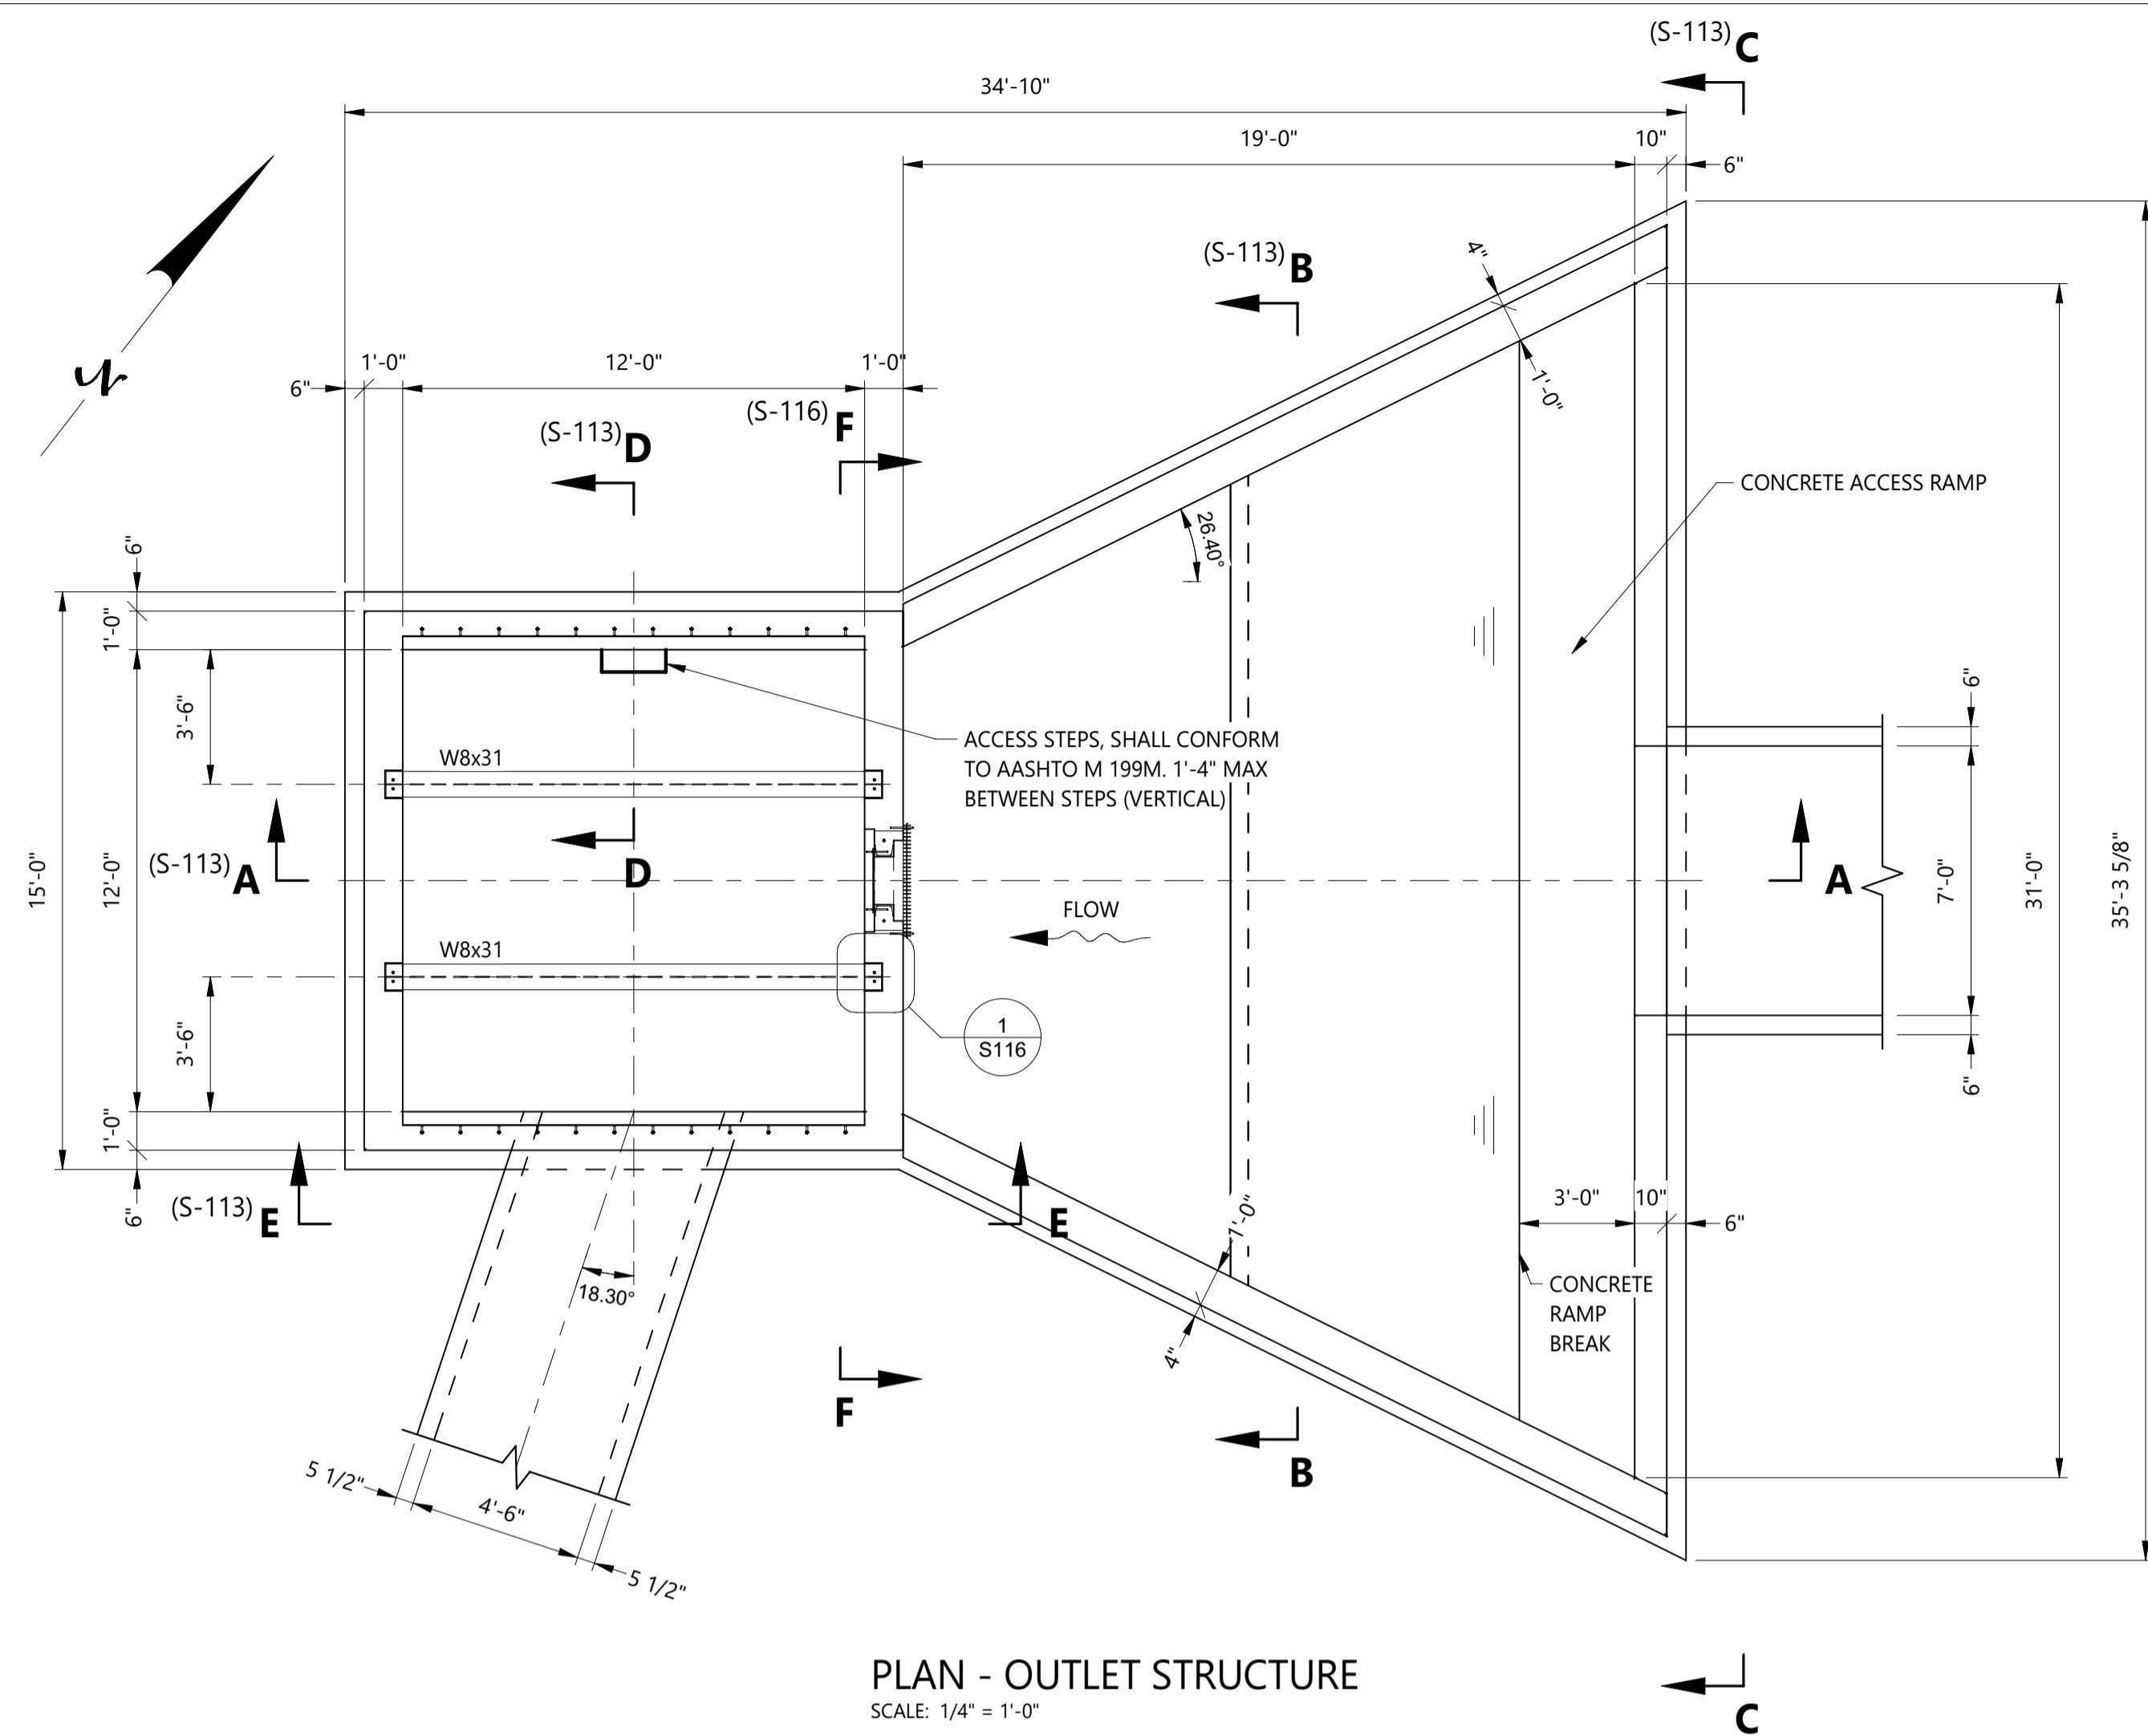 (S-113) C
34'-10"
19'-0"
10"
6"
(S-113) B
4"
1'-0"
1'-0"
12'-0"
1'-0"
6"
(S-116) F
(S-113) D
N
26.40°
CONCRETE ACCESS RAMP
6"
1'-0"
3'-6"
W8x31
ACCESS STEPS, SHALL CONFORM
TO AASHTO M 199M. 1'-4" MAX
BETWEEN STEPS (VERTICAL)
6"
15'-0"
12'-0"
(S-113) A
D
FLOW
A
7'-0"
31'-0"
35'-3 5/8"
W8x31
3'-6"
1
S116
6"
1'-0"
6"
(S-113) E
E
1'-0"
4"
3'-0"
10"
6"
18.30°
CONCRETE
RAMP
BREAK
F
B
5 1/2"
4'-6"
5 1/2"
PLAN - OUTLET STRUCTURE
SCALE: 1/4" = 1'-0"
C